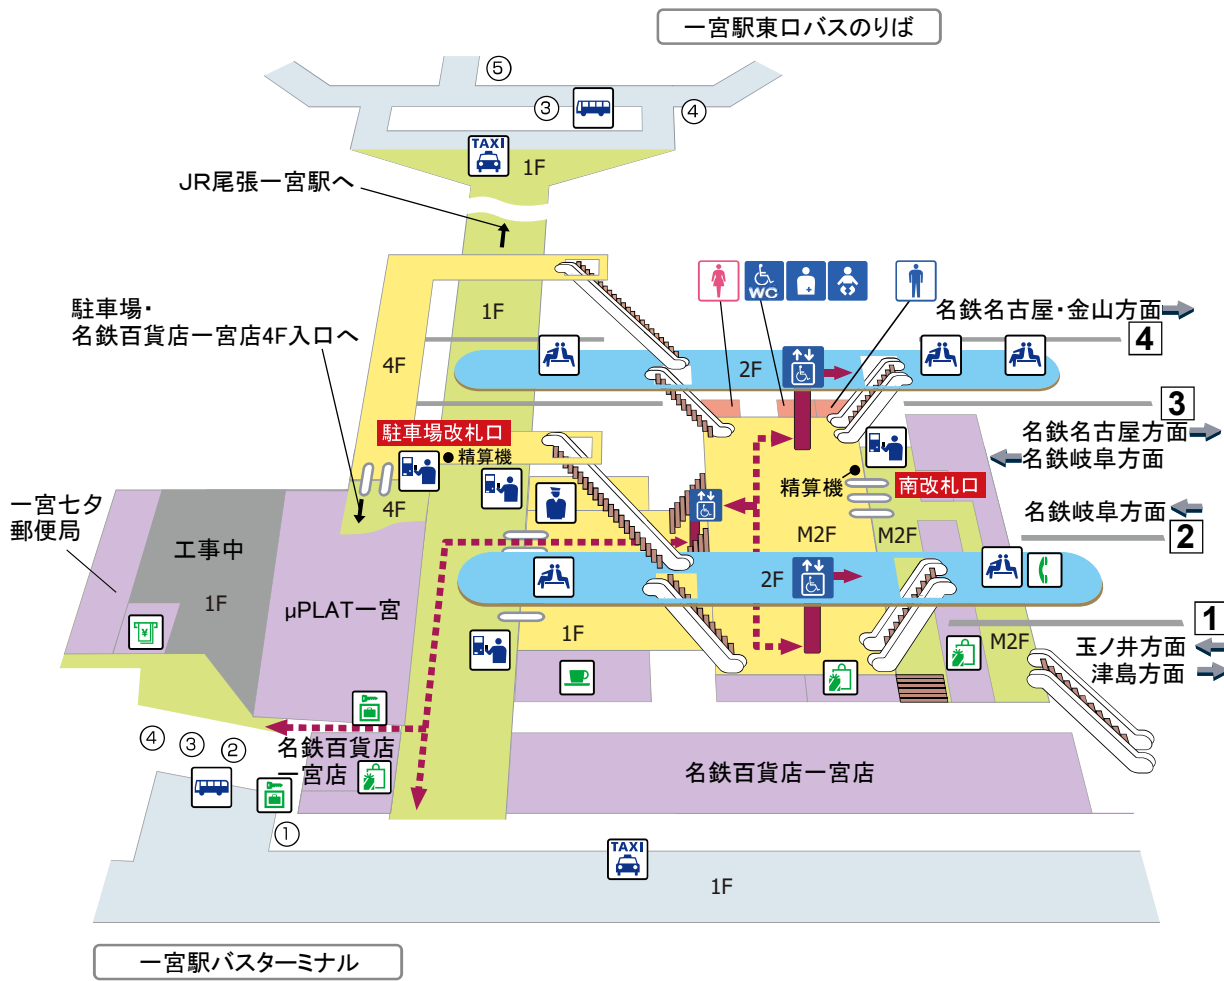 一宮駅東口バスのりば
⑤
③
④
TAXI
1F
JR尾張一宮駅へ
1F
WC
駐車場・
名鉄百貨店一宮店4F入口へ
名鉄名古屋・金山方面
4
4F
2F
3
駐車場改札口
精算機
名鉄名古屋方面
名鉄岐阜方面
精算機
南改札口
一宮七夕
郵便局
4F
名鉄岐阜方面
2
工事中
M2F
M2F
1F
μPLAT一宮
2F
1F
1
¥
M2F
玉ノ井方面
津島方面
④
③
②
名鉄百貨店
一宮店
名鉄百貨店一宮店
①
TAXI
1F
一宮駅バスターミナル